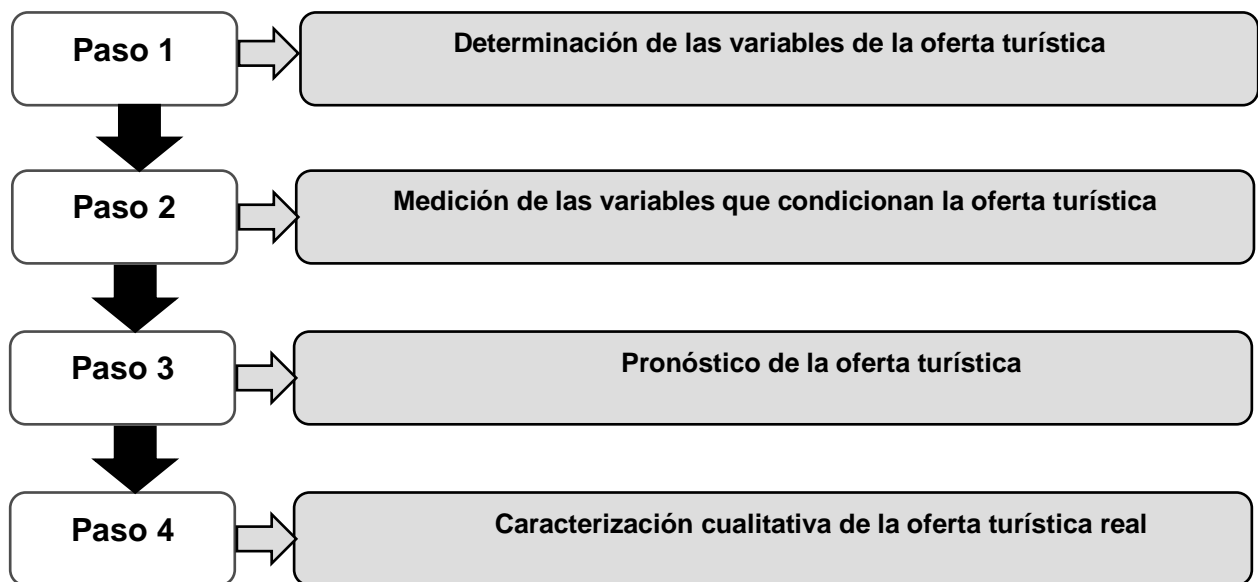 Paso 1
Determinación de las variables de la oferta turística
Paso 2
Medición de las variables que condicionan la oferta turística
Paso 3
Pronóstico de la oferta turística
Paso 4
Caracterización cualitativa de la oferta turística real